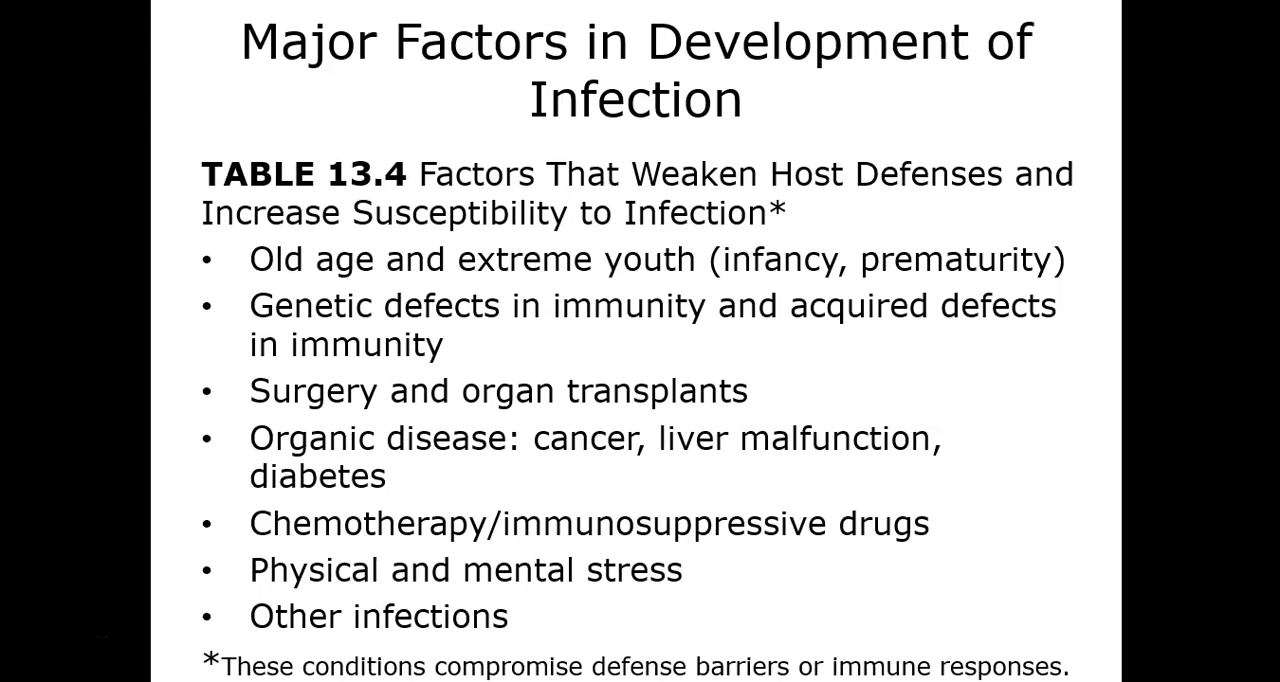 Major Factors in Development of
Infection
TABLE 13.4 Factors That Weaken Host Defenses and
Increase Susceptibility to Infection*
• Old age and extreme youth (infancy, prematurity)
• Genetic defects in immunity and acquired defects
in immunity
• Surgery and organ transplants
• Organic disease: cancer, liver malfunction,
diabetes
• Chemotherapy/immunosuppressive drugs
• Physical and mental stress
• Other infections
*These conditions compromise defense barriers or immune responses.